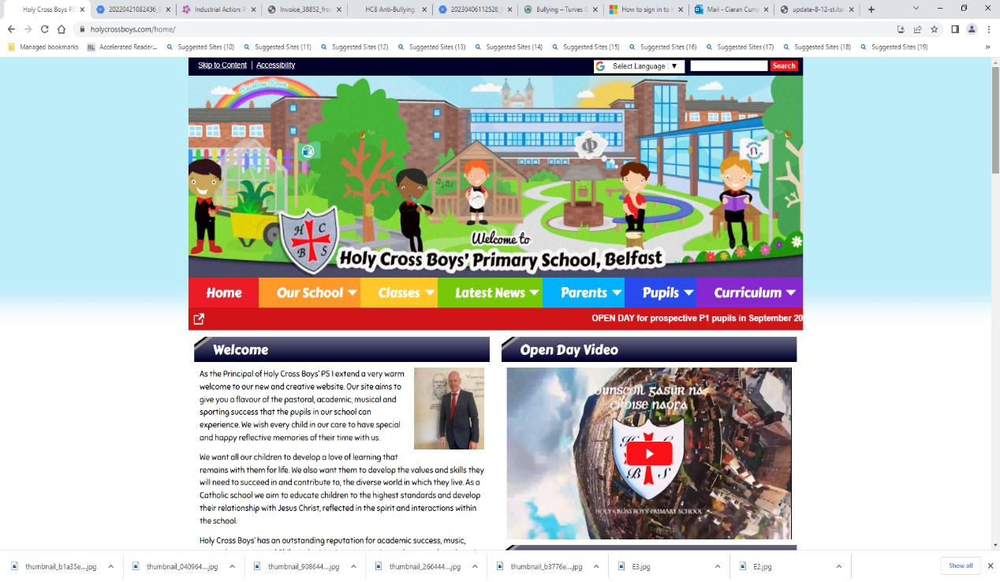 Holy Cross Boys PS
20220421082436_
Industrial Action: P
Invoice_38852_fro
HCB Anti-Bullying
20230406112528_
Bullying – Turves G
How to sign in to
Mail - Ciaran Curra
update-8-12-st.itas
holycrossboys.com/home/
Managed bookmarks
RL Accelerated Reader...
Suggested Sites (10)
Suggested Sites (11)
Suggested Sites (12)
Suggested Sites (13)
Suggested Sites (14)
Suggested Sites (15)
Suggested Sites (16)
Suggested Sites (17)
Suggested Sites (18)
Suggested Sites (19)
Skip to Content | Accessibility
G Select Language ▼
Search
Rainbow Room
H C
B S
Welcome to
Holy Cross Boys' Primary School, Belfast
Home
Our School
Classes
Latest News
Parents
Pupils
Curriculum
OPEN DAY for prospective P1 pupils in September 20
Welcome
As the Principal of Holy Cross Boys' PS I extend a very warm
welcome to our new and creative website. Our site aims to
give you a flavour of the pastoral, academic, musical and
sporting success that the pupils in our school can
experience. We wish every child in our care to have special
and happy reflective memories of their time with us.
We want all our children to develop a love of learning that
remains with them for life. We also want them to develop the values and skills they
will need to succeed in and contribute to, the diverse world in which they live. As a
Catholic school we aim to educate children to the highest standards and develop
their relationship with Jesus Christ, reflected in the spirit and interactions within
the school.
Holy Cross Boys' has an outstanding reputation for academic success, music,
Open Day Video
BUNSCOIL GASÚR NA
CROISE NAOFA
H C
B S
HOLY CROSS BOYS' PRIMARY SCHOOL
thumbnail_b1a35e....jpg
thumbnail_040964....jpg
thumbnail_908644....jpg
thumbnail_266444....jpg
thumbnail_b3776e....jpg
E3.jpg
E2.jpg
Show all